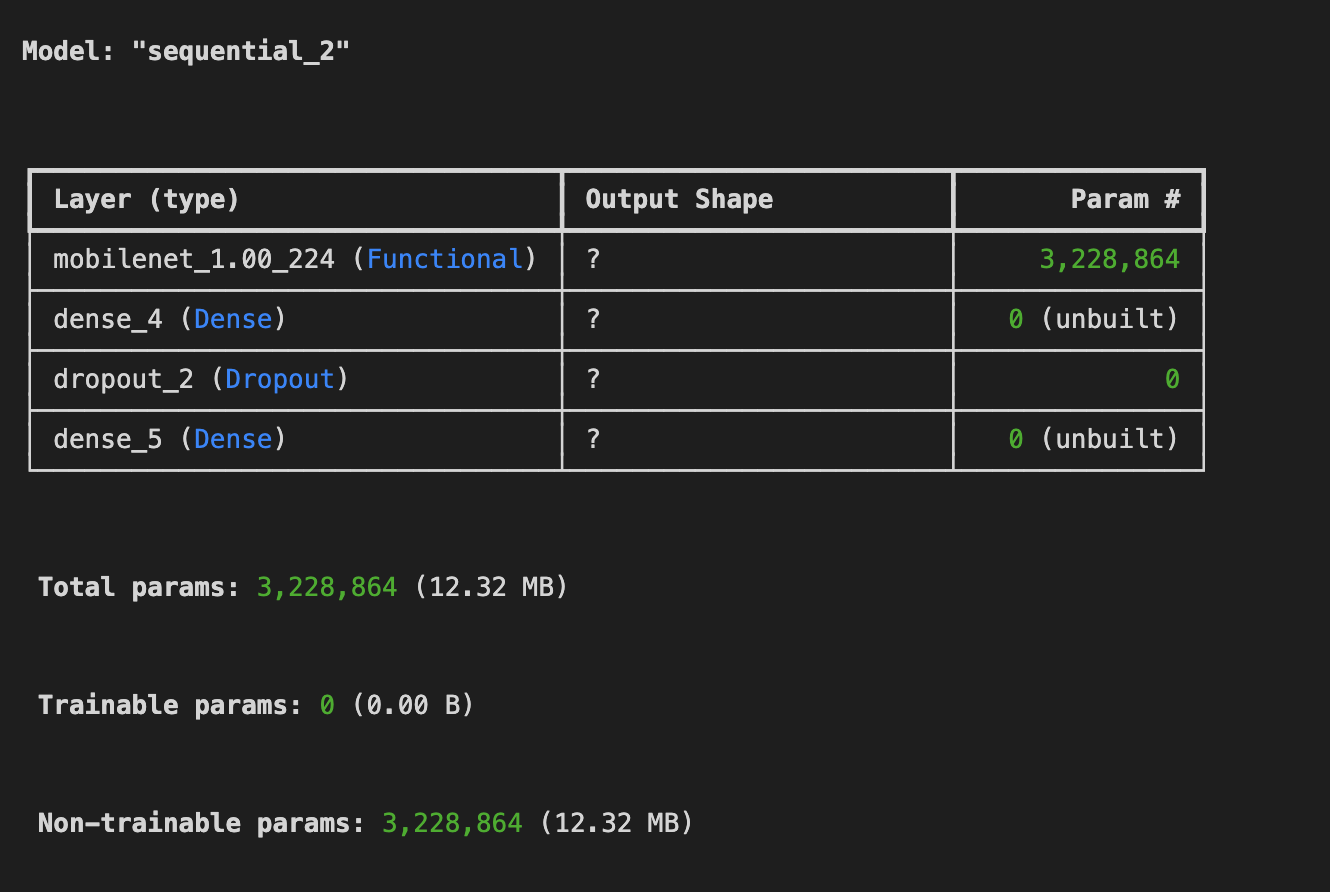 Model: "sequential_2"
Layer (type) Output Shape Param #
mobilenet_1.00_224 (Functional) ? 3,228,864
dense_4 (Dense) ? 0 (unbuilt)
dropout_2 (Dropout) ? 0
dense_5 (Dense) ? 0 (unbuilt)
Total params: 3,228,864 (12.32 MB)
Trainable params: 0 (0.00 B)
Non-trainable params: 3,228,864 (12.32 MB)